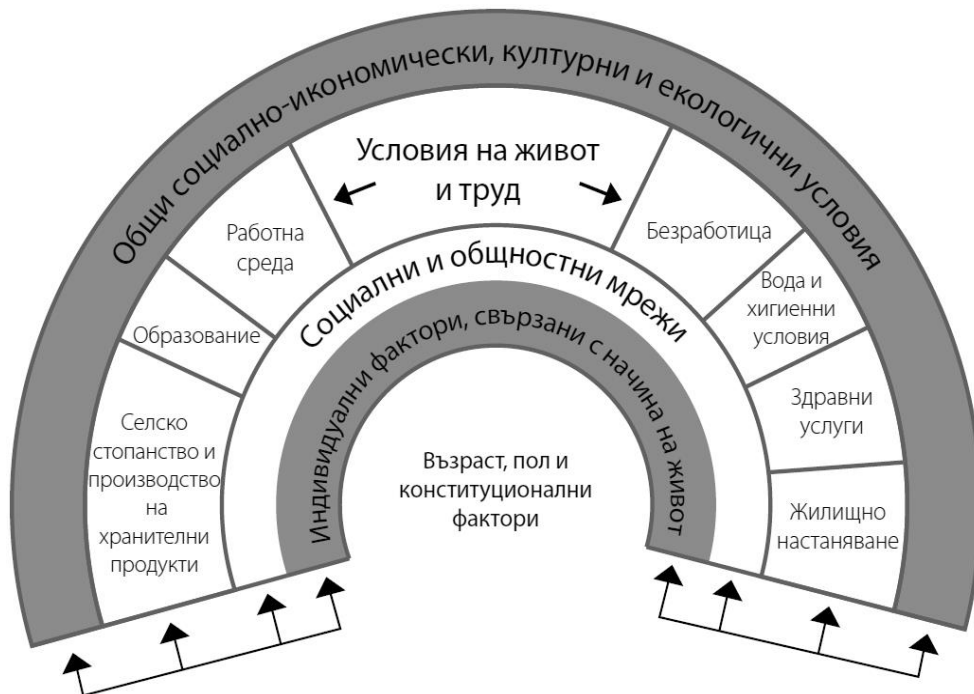 Общи социално-икономически, културни и екологични условия
Условия на живот
и труд
Работна
среда
Образование
Селско
стопанство и
производство
на
хранителни
продукти
Безработица
Вода и
хигиенни
условия
Здравни
услуги
Жилищно
настаняване
Социални и общностни мрежи
Индивидуални фактори, свързани с начина на живот
Възраст, пол и
конституционални
фактори